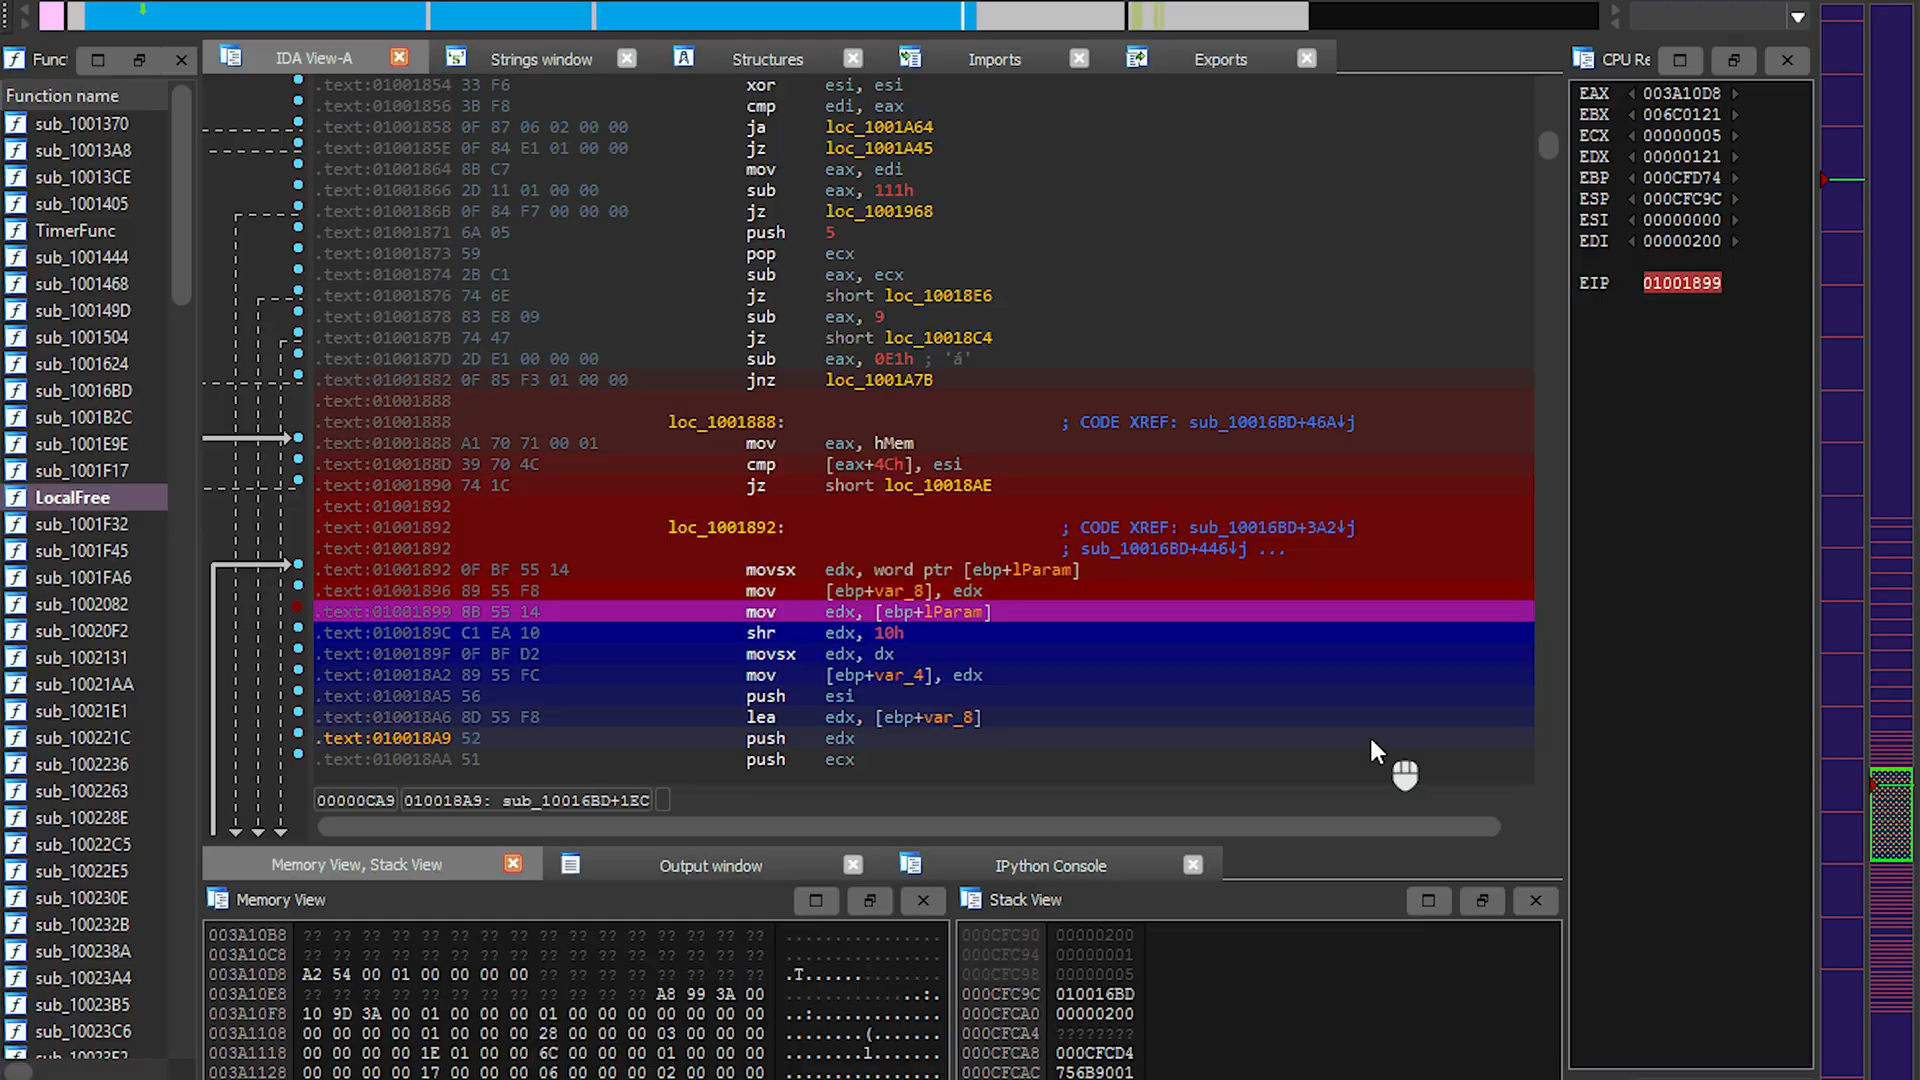 Func
IDA View-A
Strings window
Structures
Imports
Exports
CPU Re
Function name
sub_1001370
sub_10013A8
sub_10013CE
sub_1001405
TimerFunc
sub_1001444
sub_1001468
sub_100149D
sub_1001504
sub_1001624
sub_10016BD
sub_1001B2C
sub_1001E9E
sub_1001F17
LocalFree
sub_1001F32
sub_1001F45
sub_1001FA6
sub_1002082
sub_10020F2
sub_1002131
sub_10021AA
sub_10021E1
sub_100221C
sub_1002236
sub_1002263
sub_100228E
sub_10022C5
sub_10022E5
sub_100230E
sub_100232B
sub_100238A
sub_10023A4
sub_10023B5
sub_10023C6
.text:01001854 33 F6 xor esi, esi
.text:01001856 3B F8 cmp edi, eax
.text:01001858 0F 87 06 02 00 00 ja loc_1001A64
.text:0100185E 0F 84 E1 01 00 00 jz loc_1001A45
.text:01001864 8B C7 mov eax, edi
.text:01001866 2D 11 01 00 00 sub eax, 111h
.text:0100186B 0F 84 F7 00 00 00 jz loc_1001968
.text:01001871 6A 05 push 5
.text:01001873 59 pop ecx
.text:01001874 2B C1 sub eax, ecx
.text:01001876 74 6E jz short loc_10018E6
.text:01001878 83 E8 09 sub eax, 9
.text:0100187B 74 47 jz short loc_10018C4
.text:0100187D 2D E1 00 00 00 sub eax, 0E1h ; 'á'
.text:01001882 0F 85 F3 01 00 00 jnz loc_1001A7B
.text:01001888
.text:01001888 loc_1001888: ; CODE XREF: sub_10016BD+46A↓j
.text:01001888 A1 70 71 00 01 mov eax, hMem
.text:0100188D 39 70 4C cmp [eax+4Ch], esi
.text:01001890 74 1C jz short loc_10018AE
.text:01001892
.text:01001892 loc_1001892: ; CODE XREF: sub_10016BD+3A2↓j
.text:01001892 ; sub_10016BD+446↓j ...
.text:01001892 0F BF 55 14 movsx edx, word ptr [ebp+lParam]
.text:01001896 89 55 F8 mov [ebp+var_8], edx
.text:01001899 8B 55 14 mov edx, [ebp+lParam]
.text:0100189C C1 EA 10 shr edx, 10h
.text:0100189F 0F BF D2 movsx edx, dx
.text:010018A2 89 55 FC mov [ebp+var_4], edx
.text:010018A5 56 push esi
.text:010018A6 8D 55 F8 lea edx, [ebp+var_8]
.text:010018A9 52 push edx
.text:010018AA 51 push ecx
00000CA9 010018A9: sub_10016BD+1EC
EAX 003A10D8
EBX 006C0121
ECX 00000005
EDX 00000121
EBP 000CFD74
ESP 000CFC9C
ESI 00000000
EDI 00000200
EIP 01001899
Memory View, Stack View
Output window
IPython Console
Memory View
003A10B8 ?? ?? ?? ?? ?? ?? ?? ?? ?? ?? ?? ?? ?? ?? ?? ?? ................
003A10C8 ?? ?? ?? ?? ?? ?? ?? ?? ?? ?? ?? ?? ?? ?? ?? ?? ................
003A10D8 A2 54 00 01 00 00 00 00 ?? ?? ?? ?? ?? ?? ?? ?? .T..............
003A10E8 ?? ?? ?? ?? ?? ?? ?? ?? ?? ?? ?? ?? A8 99 3A 00 ..............:.
003A10F8 10 9D 3A 00 01 00 00 00 01 00 00 00 00 00 00 00 ..:.............
003A1108 00 00 00 00 01 00 00 00 28 00 00 00 03 00 00 00 ........(.......
003A1118 00 00 00 00 1E 01 00 00 6C 00 00 00 01 00 00 00 ........l.......
003A1128 00 00 00 00 17 00 00 00 06 00 00 00 02 00 00 00 ................
Stack View
000CFC90 00000200
000CFC94 00000001
000CFC98 00000005
000CFC9C 010016BD
000CFCA0 00000200
000CFCA4 ????????
000CFCA8 000CFCD4
000CFCAC 756B9001